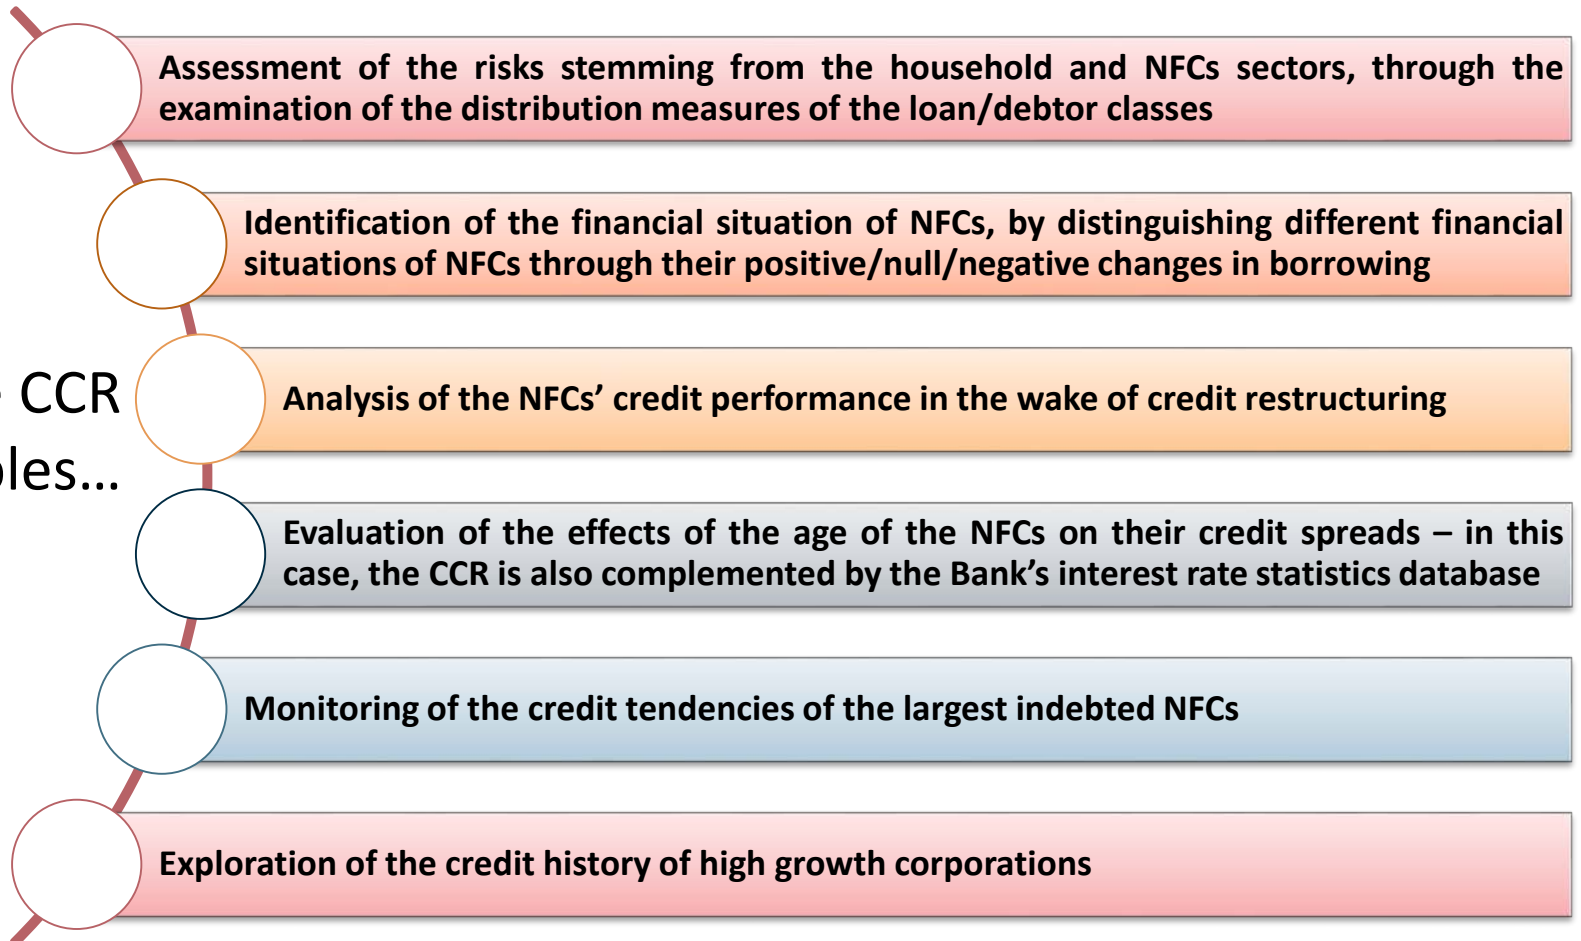 Assessment of the risks stemming from the household and NFCs sectors, through the
examination of the distribution measures of the loan/debtor classes
Identification of the financial situation of NFCs, by distinguishing different financial
situations of NFCs through their positive/null/negative changes in borrowing
CCR
Analysis of the NFCs’ credit performance in the wake of credit restructuring
Evaluation of the effects of the age of the NFCs on their credit spreads – in this
case, the CCR is also complemented by the Bank’s interest rate statistics database
Monitoring of the credit tendencies of the largest indebted NFCs
Exploration of the credit history of high growth corporations